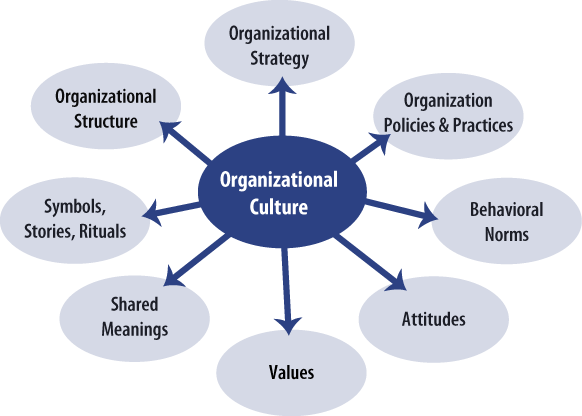 Organizational
Strategy
Organizational
Structure
Organization
Policies & Practices
Organizational
Culture
Symbols,
Stories, Rituals
Behavioral
Norms
Shared
Meanings
Attitudes
Values